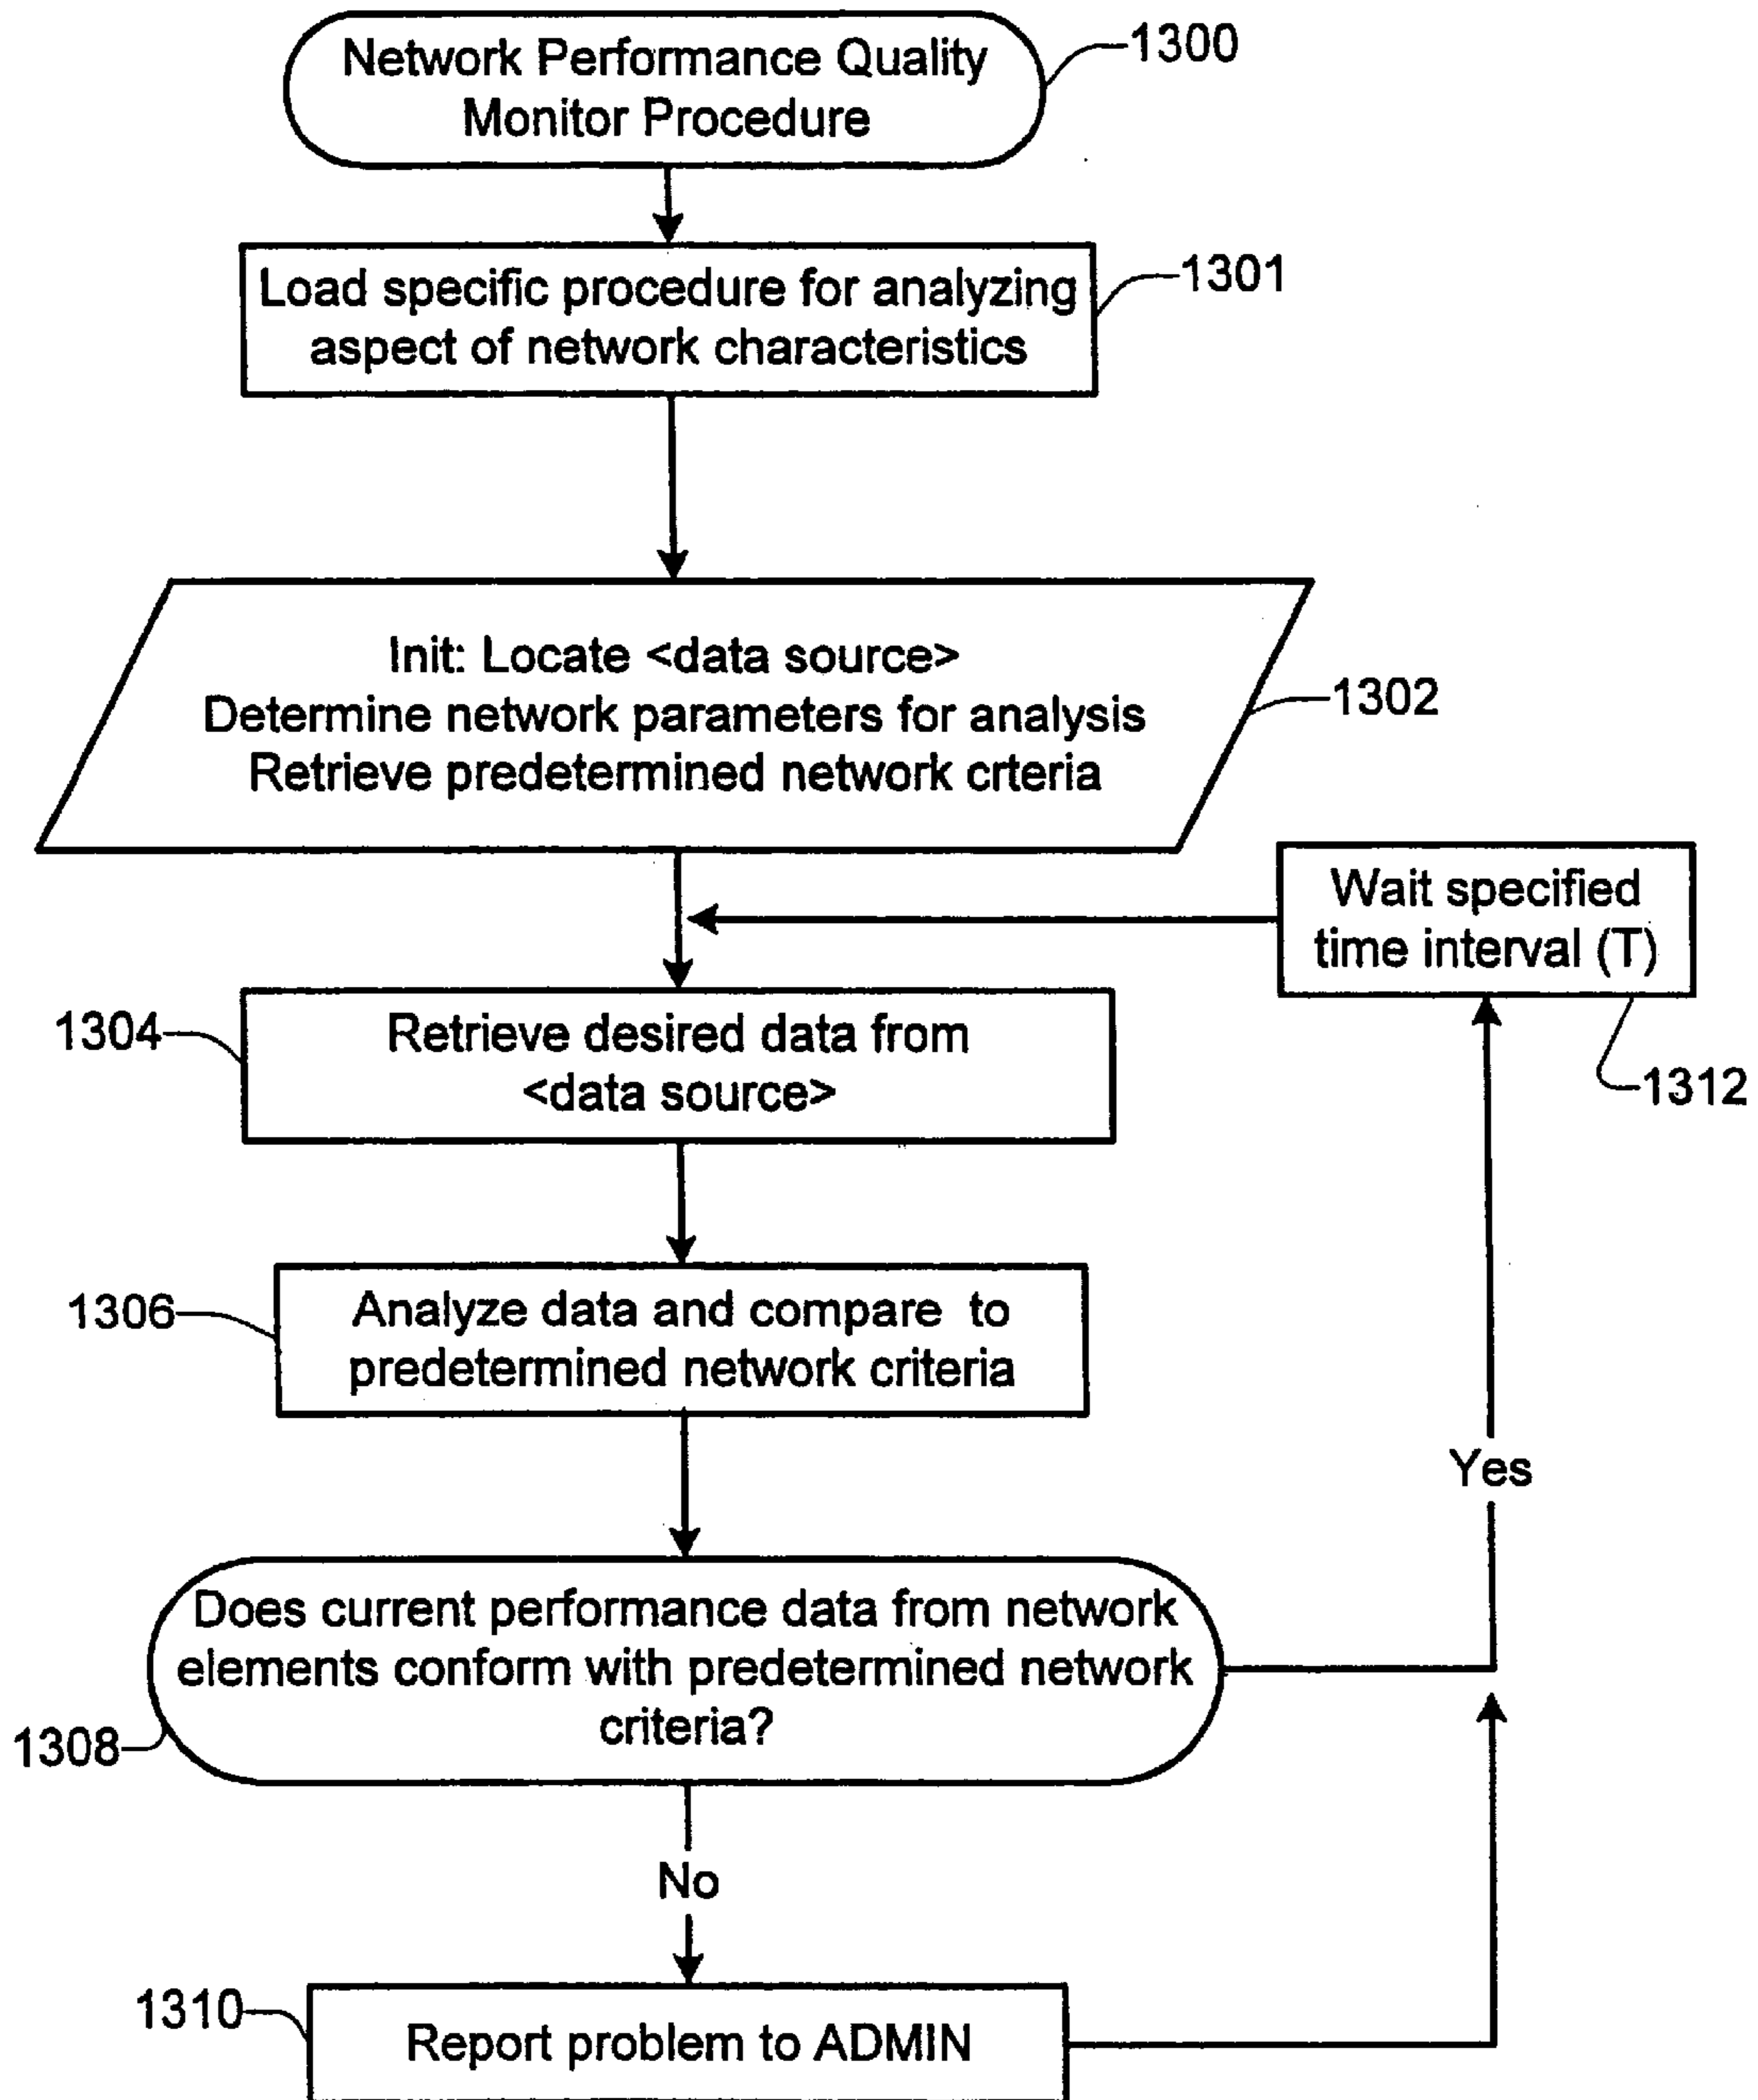 Network Performance Quality
Monitor Procedure
1300
Load specific procedure for analyzing
aspect of network characteristics
1301
Init: Locate <data source>
Determine network parameters for analysis
Retrieve predetermined network crteria
1302
Wait specified
time interval (T)
1312
1304
Retrieve desired data from
<data source>
1306
Analyze data and compare to
predetermined network criteria
Yes
Does current performance data from network
elements conform with predetermined network
criteria?
1308
No
1310
Report problem to ADMIN